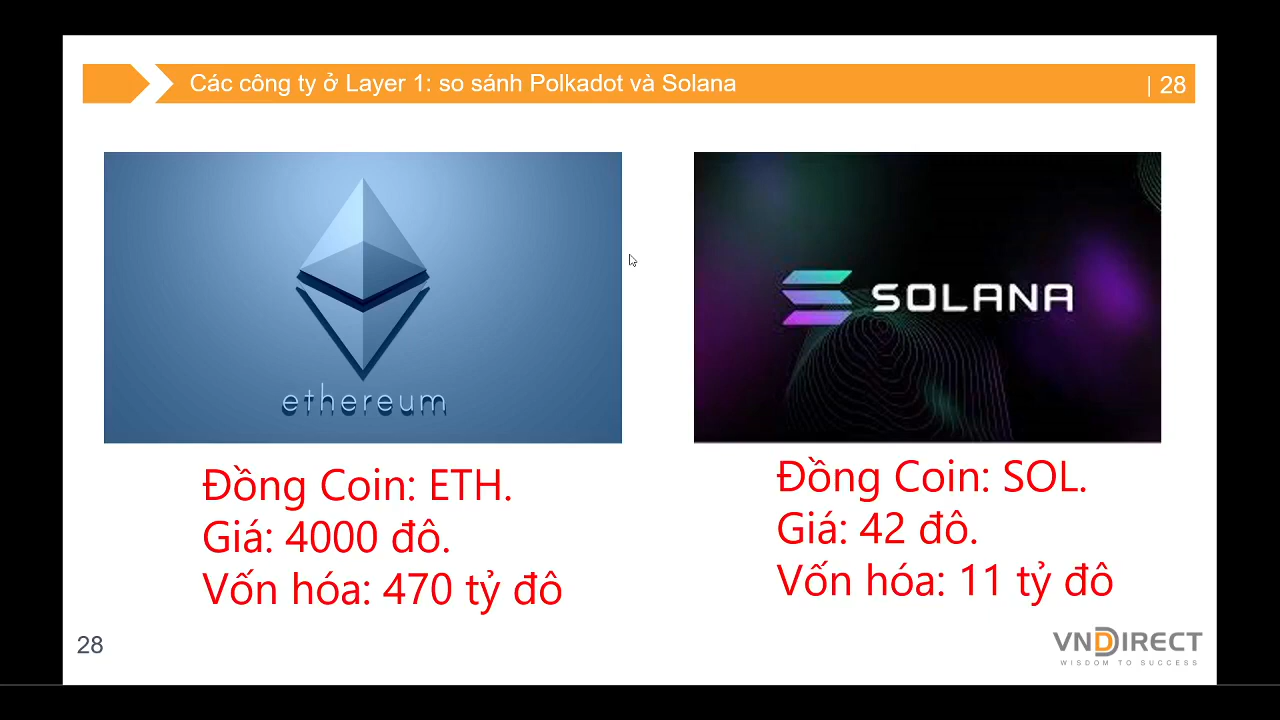 Các công ty ở Layer 1: so sánh Polkadot và Solana
| 28
ethereum
SOLANA
Đồng Coin: ETH.
Giá: 4000 đô.
Vốn hóa: 470 tỷ đô
Đồng Coin: SOL.
Giá: 42 đô.
Vốn hóa: 11 tỷ đô
28
VNDIRECT
WISDOM TO SUCCESS